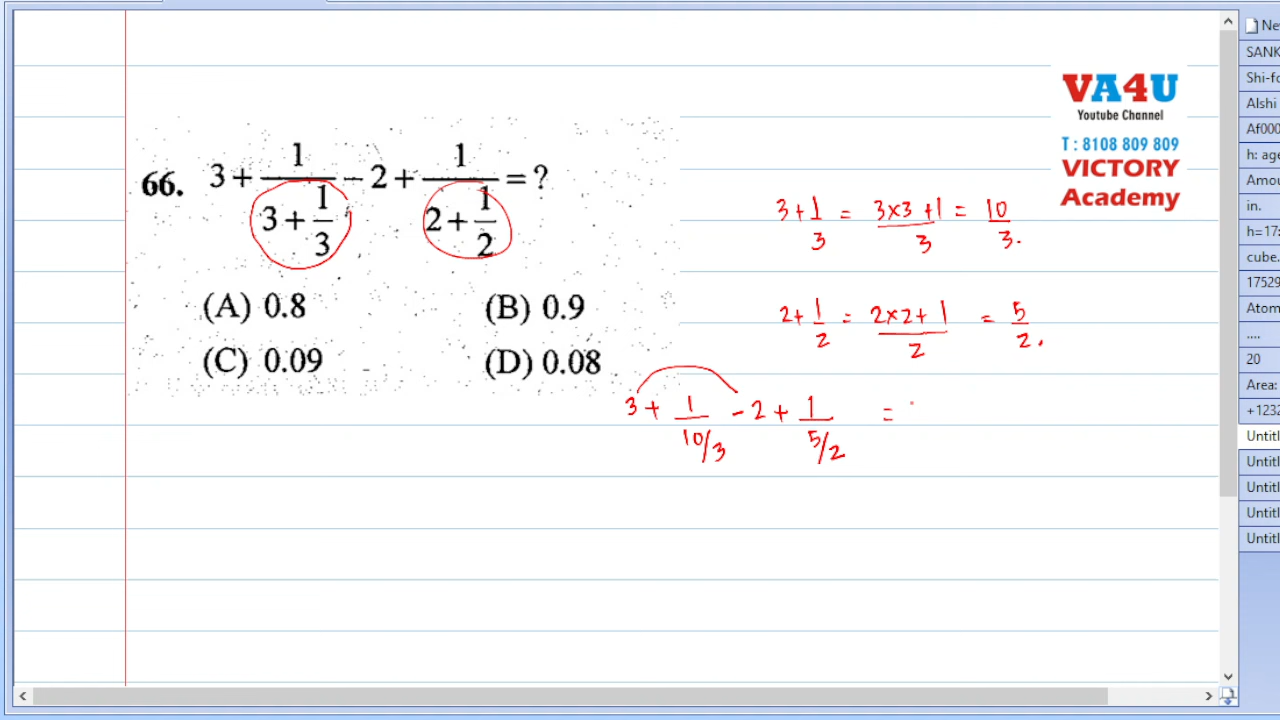 VA4U
Youtube Channel
T : 8108 809 809
VICTORY
Academy
66. 3 + 1/(3 + 1/3) − 2 + 1/(2 + 1/2) = ?
(A) 0.8 (B) 0.9
(C) 0.09 (D) 0.08
3 + 1/3 = (3×3+1)/3 = 10/3.
2 + 1/2 = (2×2+1)/2 = 5/2.
3 + 1/(10/3) − 2 + 1/(5/2) =
SANK
Shi-fo
Alshi
Af000
h: age
Amou
in.
h=17:
cube.
17529
Atom
....
20
Area:
+1232
Untitl
Untitl
Untitl
Untitl
Untitl